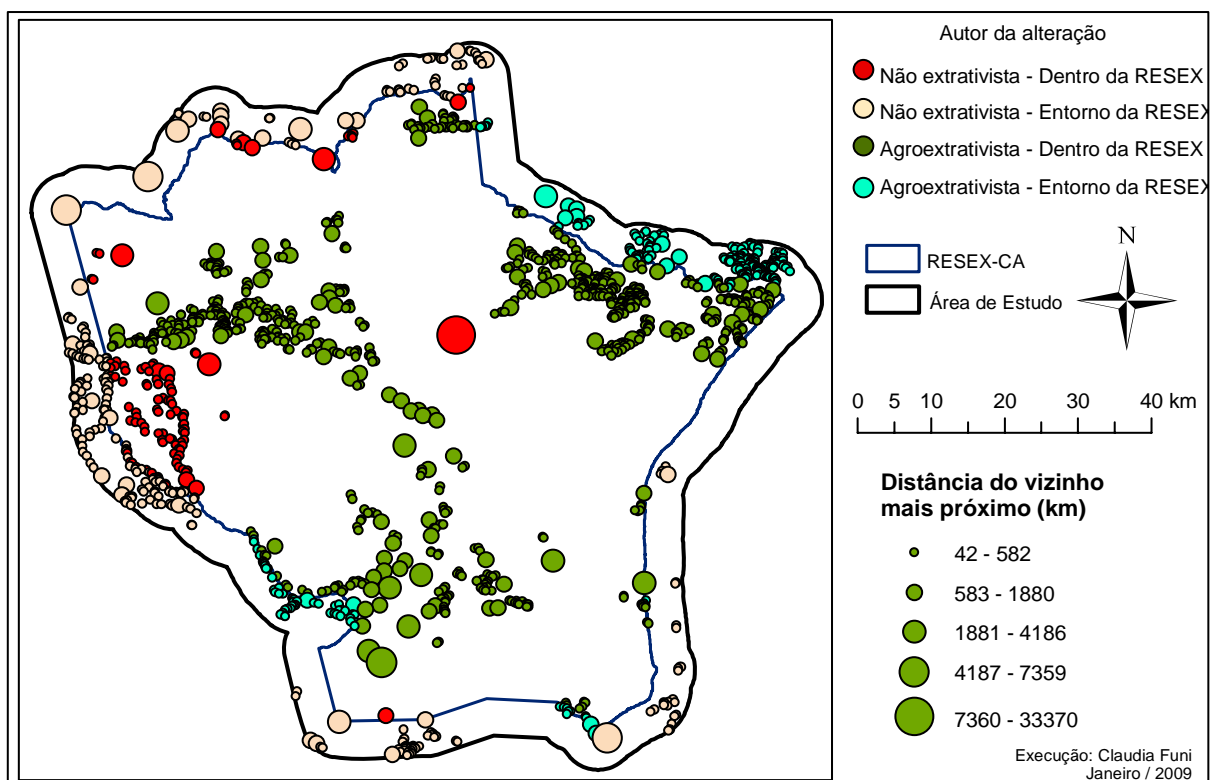 Autor da alteração
Não extrativista - Dentro da RESEX
Não extrativista - Entorno da RESEX
Agroextrativista - Dentro da RESEX
Agroextrativista - Entorno da RESEX
N
RESEX-CA
Área de Estudo
0 5 10 20 30 40 km
Distância do vizinho
mais próximo (km)
42 - 582
583 - 1880
1881 - 4186
4187 - 7359
7360 - 33370
Execução: Claudia Funi
Janeiro / 2009